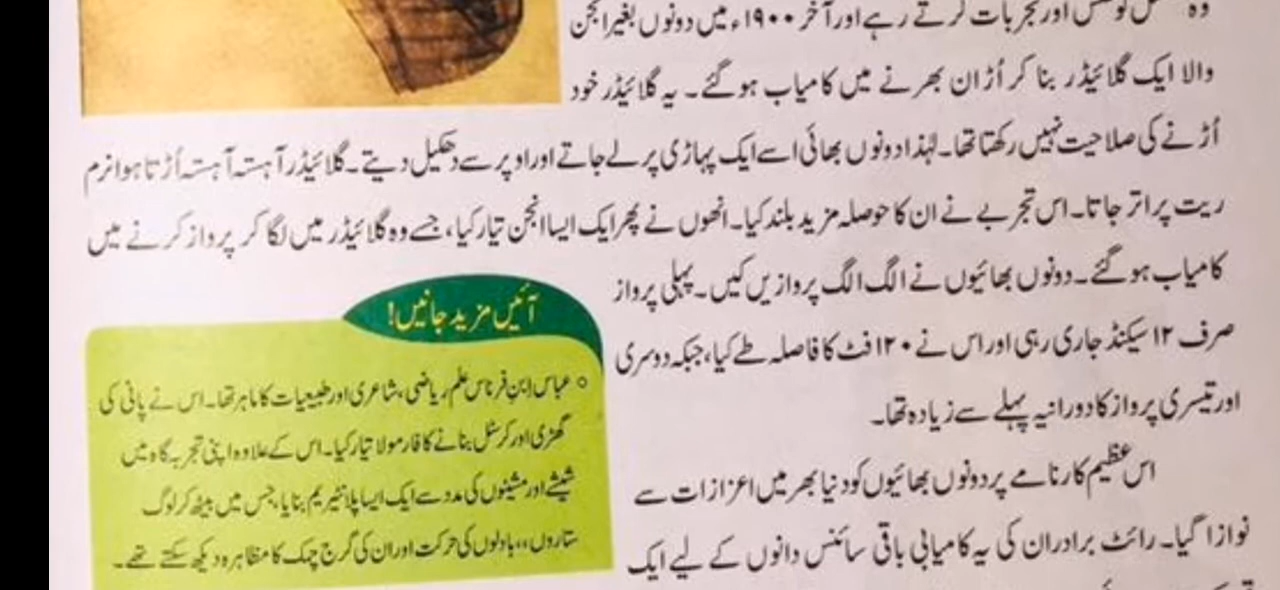 کوشش اور تجربات کرتے رہے اور آخر ۱۹۰۰ء میں دونوں بغیر انجن
والا ایک گلائیڈر بنا کر اُڑان بھرنے میں کامیاب ہو گئے۔ یہ گلائیڈر خود
اُڑنے کی صلاحیت نہیں رکھتا تھا۔ لہٰذا دونوں بھائی اسے ایک پہاڑی پر لے جاتے اور اوپر سے دھکیل دیتے۔ گلائیڈر آہستہ آہستہ اُڑتا ہوا نرم
ریت پر اتر جاتا۔ اس تجربے نے ان کا حوصلہ مزید بلند کیا۔ انھوں نے پھر ایک ایسا انجن تیار کیا، جسے وہ گلائیڈر میں لگا کر پرواز کرنے میں
کامیاب ہو گئے۔ دونوں بھائیوں نے الگ الگ پروازیں کیں۔ پہلی پرواز
صرف ۱۲ سیکنڈ جاری رہی اور اس نے ۱۲۰ فٹ کا فاصلہ طے کیا، جبکہ دوسری
اور تیسری پرواز کا دورانیہ پہلے سے زیادہ تھا۔
اس عظیم کارنامے پر دونوں بھائیوں کو دنیا بھر میں اعزازات سے
نوازا گیا۔ رائٹ برادران کی یہ کامیابی باقی سائنس دانوں کے لیے ایک
آئیں مزید جانیں!
○ عباس ابنِ فرناس علم ریاضی، شاعری اور طبیعیات کا ماہر تھا۔ اس نے پانی کی
گھڑی اور کرسٹل بنانے کا فارمولا تیار کیا۔ اس کے علاوہ اپنی تجربہ گاہ میں
شیشے اور مشینوں کی مدد سے ایک ایسا پلانٹیریم بنایا، جس میں بیٹھ کر لوگ
ستاروں،، بادلوں کی حرکت اور ان کی گرج چمک کا مظاہرہ دیکھ سکتے تھے۔